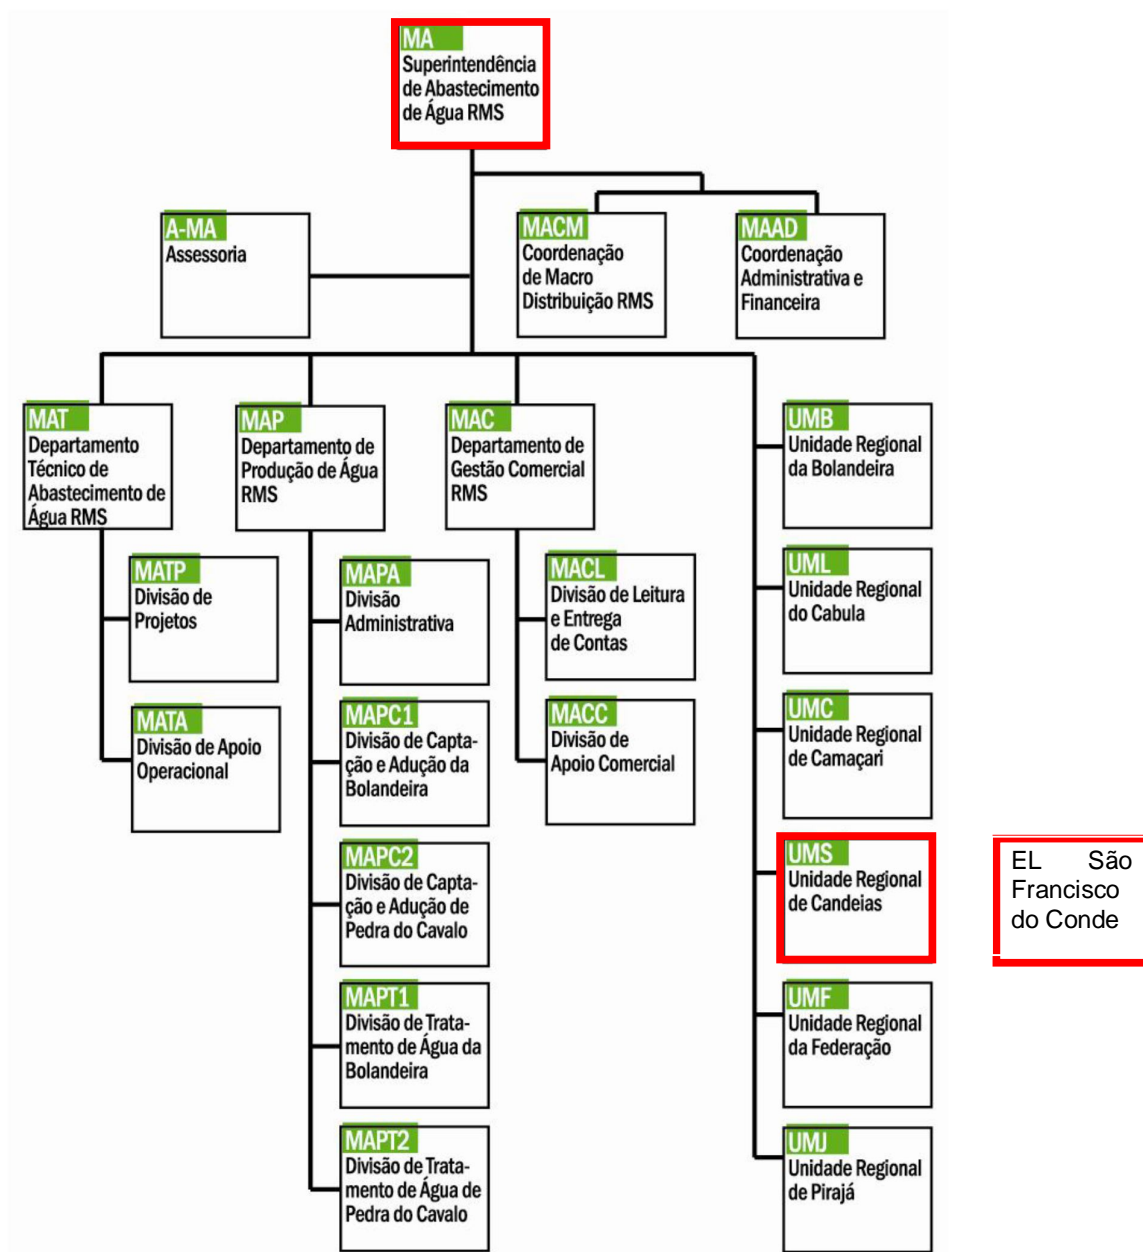 MA
Superintendência
de Abastecimento
de Água RMS
A-MA
Assessoria
MACM
Coordenação
de Macro
Distribuição RMS
MAAD
Coordenação
Administrativa e
Financeira
MAT
Departamento
Técnico de
Abastecimento de
Água RMS
MATP
Divisão de
Projetos
MATA
Divisão de Apoio
Operacional
MAP
Departamento de
Produção de Água
RMS
MAPA
Divisão
Administrativa
MAPC1
Divisão de Capta-
ção e Adução da
Bolandeira
MAPC2
Divisão de Capta-
ção e Adução de
Pedra do Cavalo
MAPT1
Divisão de Trata-
mento de Água da
Bolandeira
MAPT2
Divisão de Trata-
mento de Água de
Pedra do Cavalo
MAC
Departamento de
Gestão Comercial
RMS
MACL
Divisão de Leitura
e Entrega
de Contas
MACC
Divisão de
Apoio Comercial
UMB
Unidade Regional
da Bolandeira
UML
Unidade Regional
do Cabula
UMC
Unidade Regional
de Camaçari
UMS
Unidade Regional
de Candeias
EL São
Francisco
do Conde
UMF
Unidade Regional
da Federação
UMJ
Unidade Regional
de Pirajá